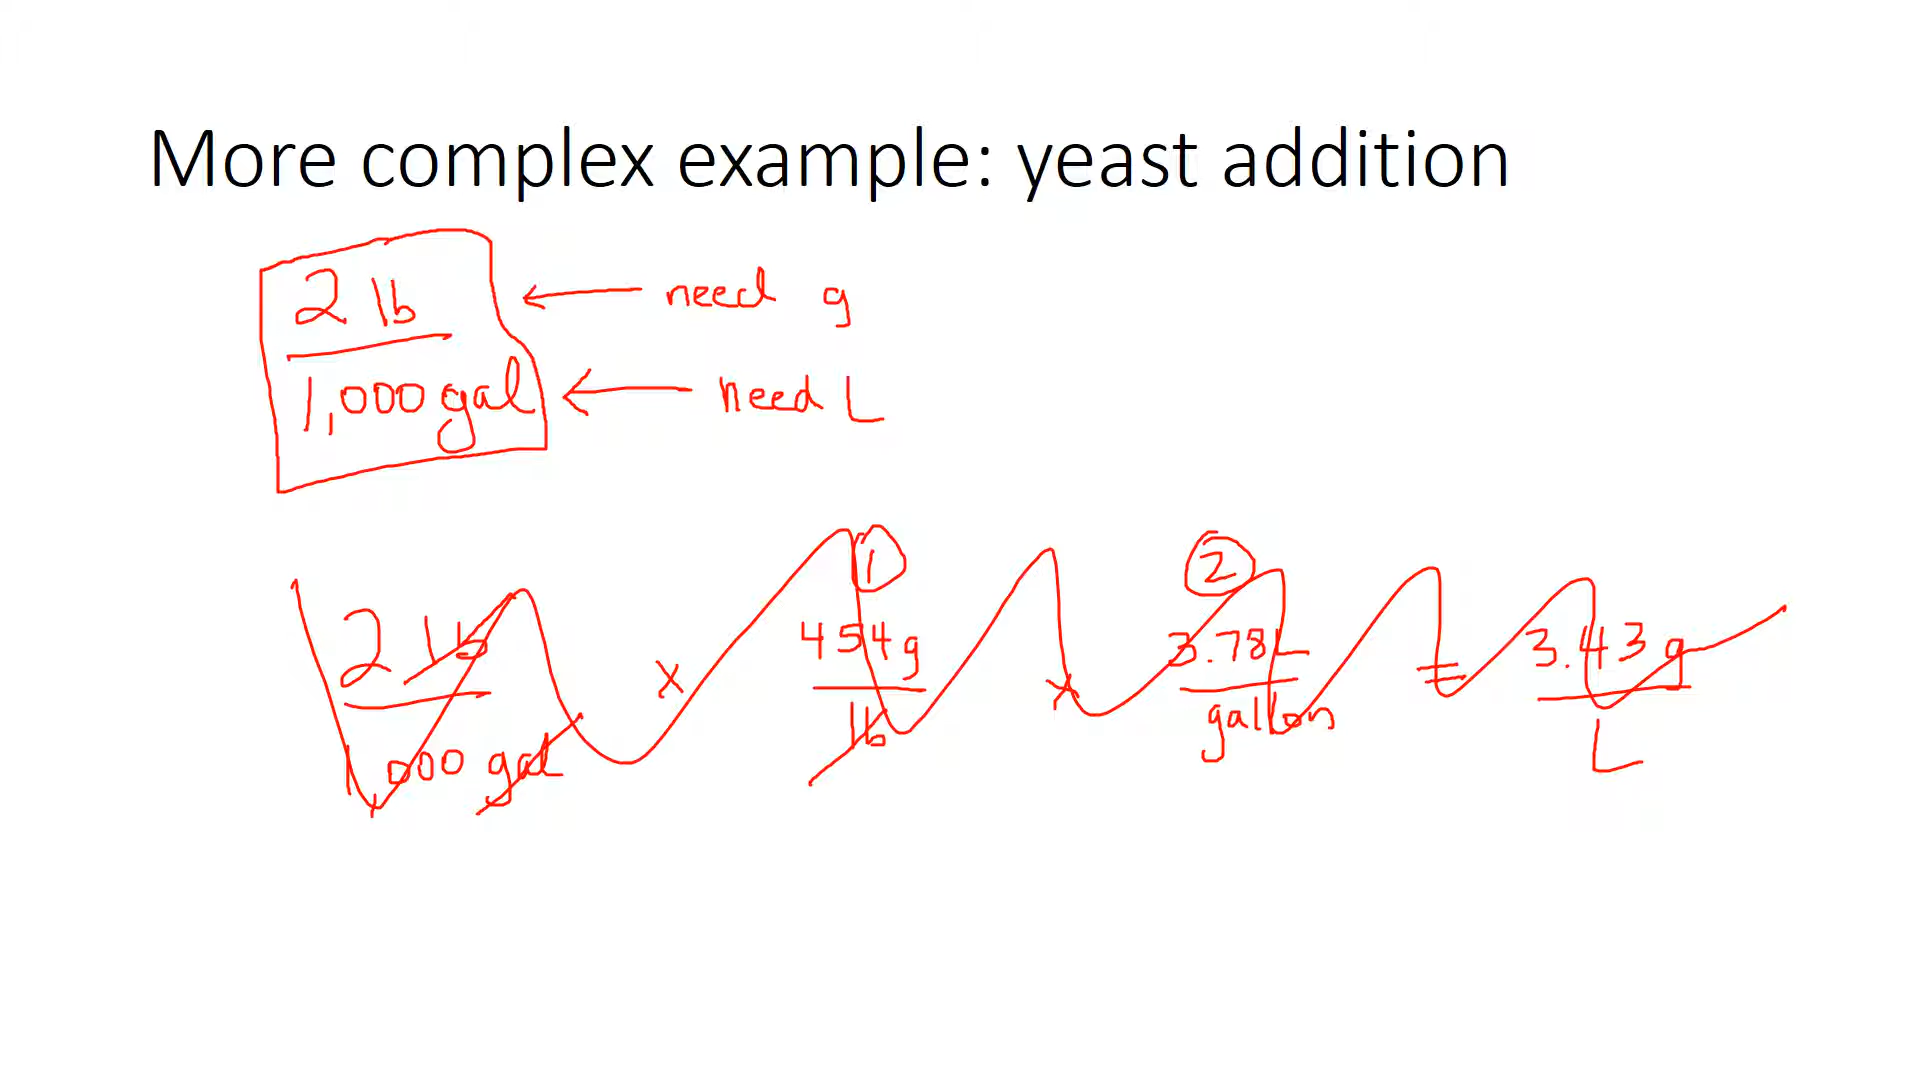 More complex example: yeast addition
2 lb ← need g
1,000 gal ← need L
1 2
2 lb x 454 g x 3.78 L = 3.43 g
1,000 gal lb gallon L